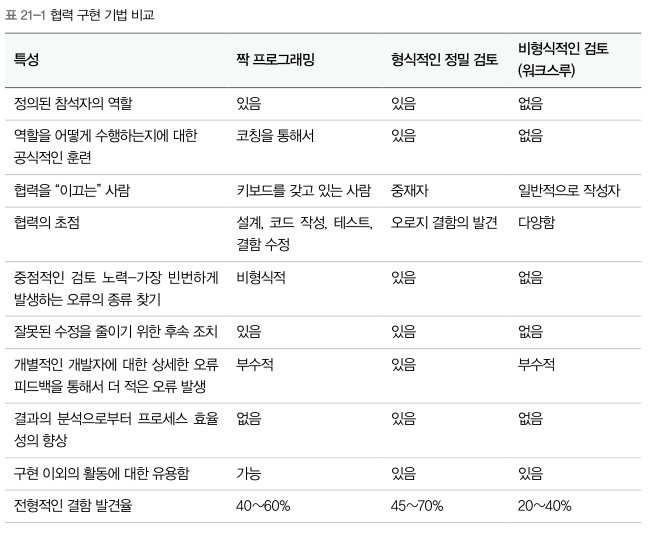 표 21-1 협력 구현 기법 비교
특성 짝 프로그래밍 형식적인 정밀 검토 비형식적인 검토
(워크스루)
정의된 참석자의 역할 있음 있음 없음
역할을 어떻게 수행하는지에 대한 코칭을 통해서 있음 없음
공식적인 훈련
협력을 “이끄는” 사람 키보드를 갖고 있는 사람 중재자 일반적으로 작성자
협력의 초점 설계, 코드 작성, 테스트, 오로지 결함의 발견 다양함
결함 수정
중점적인 검토 노력-가장 빈번하게 비형식적 있음 없음
발생하는 오류의 종류 찾기
잘못된 수정을 줄이기 위한 후속 조치 있음 있음 없음
개별적인 개발자에 대한 상세한 오류 부수적 있음 부수적
피드백을 통해서 더 적은 오류 발생
결과의 분석으로부터 프로세스 효율 없음 있음 없음
성의 향상
구현 이외의 활동에 대한 유용함 가능 있음 있음
전형적인 결함 발견율 40~60% 45~70% 20~40%